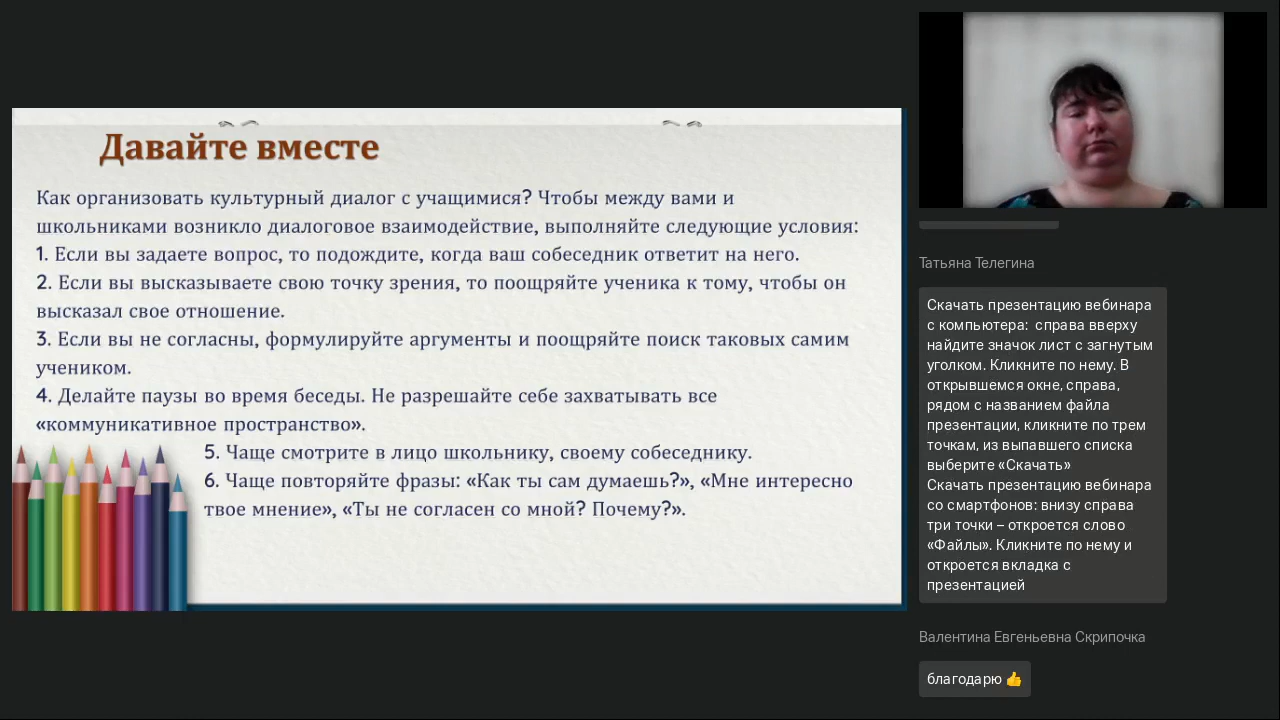 Давайте вместе
Как организовать культурный диалог с учащимися? Чтобы между вами и
школьниками возникло диалоговое взаимодействие, выполняйте следующие условия:
1. Если вы задаете вопрос, то подождите, когда ваш собеседник ответит на него.
2. Если вы высказываете свою точку зрения, то поощряйте ученика к тому, чтобы он
высказал свое отношение.
3. Если вы не согласны, формулируйте аргументы и поощряйте поиск таковых самим
учеником.
4. Делайте паузы во время беседы. Не разрешайте себе захватывать все
«коммуникативное пространство».
5. Чаще смотрите в лицо школьнику, своему собеседнику.
6. Чаще повторяйте фразы: «Как ты сам думаешь?», «Мне интересно
твое мнение», «Ты не согласен со мной? Почему?».
Татьяна Телегина
Скачать презентацию вебинара
с компьютера: справа вверху
найдите значок лист с загнутым
уголком. Кликните по нему. В
открывшемся окне, справа,
рядом с названием файла
презентации, кликните по трем
точкам, из выпавшего списка
выберите «Скачать»
Скачать презентацию вебинара
со смартфонов: внизу справа
три точки – откроется слово
«Файлы». Кликните по нему и
откроется вкладка с
презентацией
Валентина Евгеньевна Скрипочка
благодарю 👍